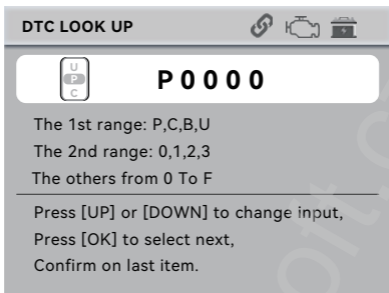 DTC LOOK UP
U
P
C
P0000
The 1st range: P,C,B,U
The 2nd range: 0,1,2,3
The others from 0 To F
Press [UP] or [DOWN] to change input,
Press [OK] to select next,
Confirm on last item.